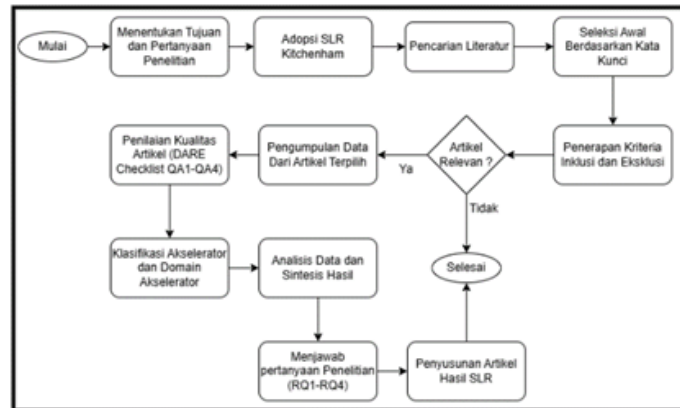 Mulai
Menentukan Tujuan
dan Pertanyaan
Penelitian
Adopsi SLR
Kitchenham
Pencarian Literatur
Seleksi Awal
Berdasarkan Kata
Kunci
Penerapan Kriteria
Inklusi dan Eksklusi
Artikel
Relevan ?
Ya
Tidak
Pengumpulan Data
Dari Artikel Terpilih
Penilaian Kualitas
Artikel (DARE
Checklist QA1-QA4)
Klasifikasi Akselerator
dan Domain
Akselerator
Analisis Data dan
Sintesis Hasil
Menjawab
pertanyaan Penelitian
(RQ1-RQ4)
Penyusunan Artikel
Hasil SLR
Selesai